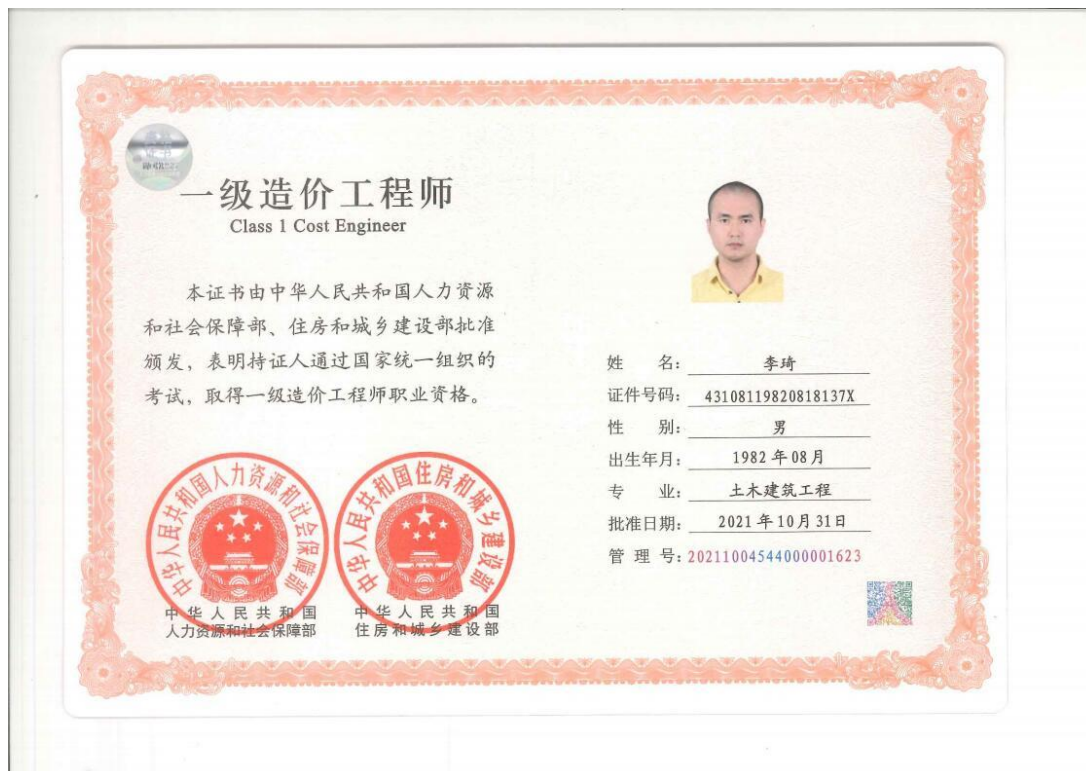 一级造价工程师
Class 1 Cost Engineer
本证书由中华人民共和国人力资源
和社会保障部、住房和城乡建设部批准
颁发，表明持证人通过国家统一组织的
考试，取得一级造价工程师职业资格。
中华人民共和国人力资源和社会保障部
中华人民共和国
人力资源和社会保障部
中华人民共和国住房和城乡建设部
中华人民共和国
住房和城乡建设部
姓 名：李琦
证件号码：43108119820818137X
性 别：男
出生年月：1982年08月
专 业：土木建筑工程
批准日期：2021年10月31日
管 理 号：20211004544000001623